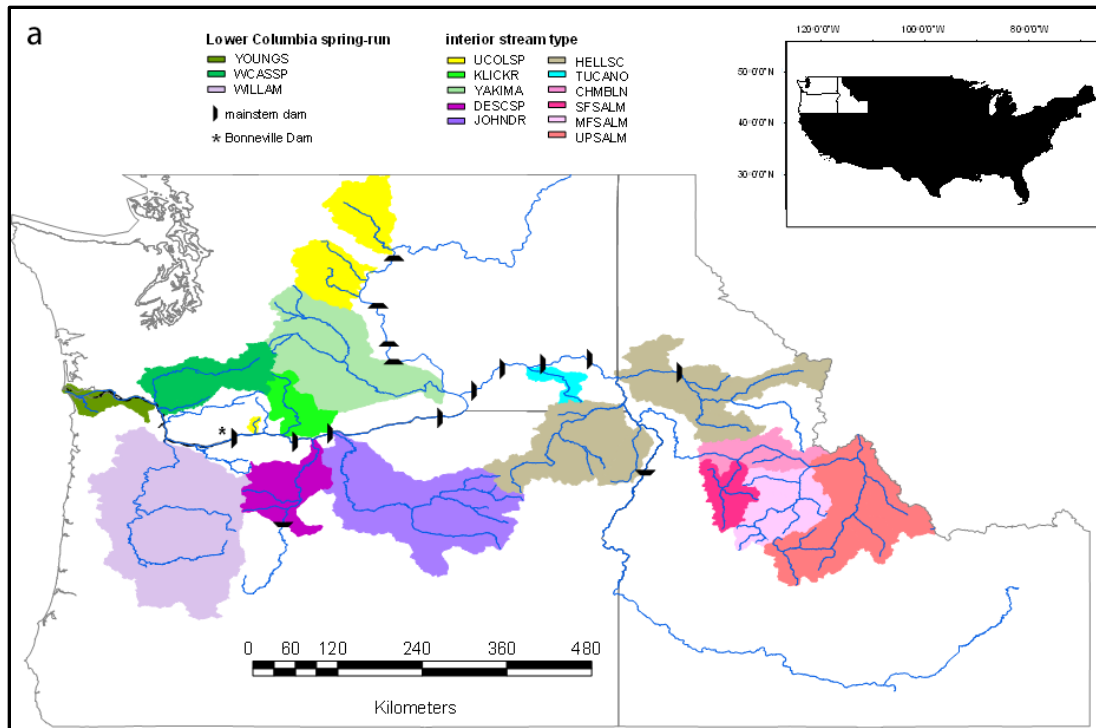 a
Lower Columbia spring-run
YOUNGS
WCASSP
WILLAM
mainstem dam
* Bonneville Dam
interior stream type
UCOLSP
KLICKR
YAKIMA
DESCSP
JOHNDR
HELLSC
TUCANO
CHMBLN
SFSALM
MFSALM
UPSALM
120°0'0"W 100°0'0"W 80°0'0"W
50°0'0"N
40°0'0"N
30°0'0"N
*
0 60 120 240 360 480
Kilometers